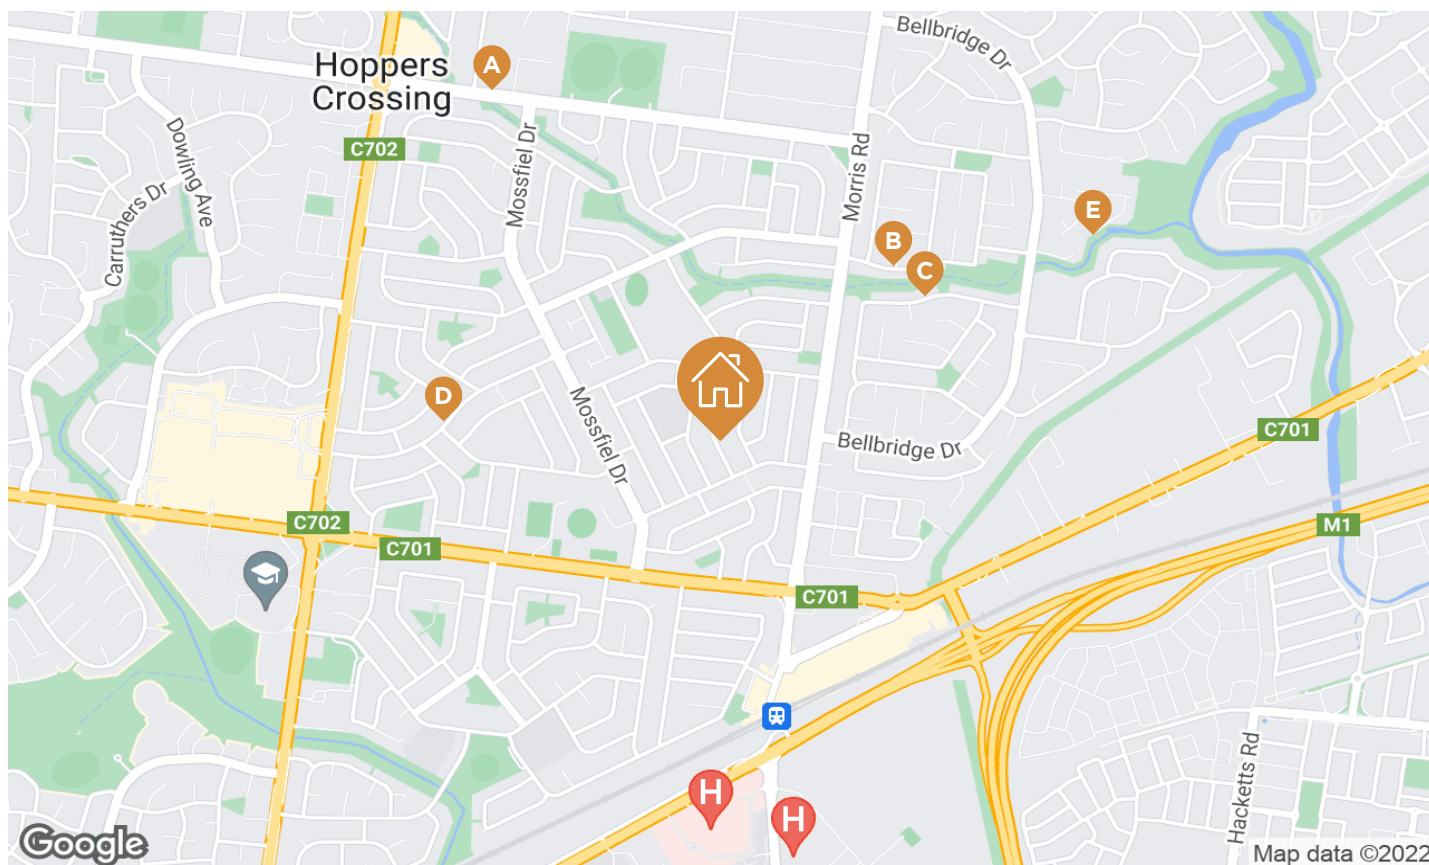 Bellbridge Dr
Hoppers
Crossing
A
C702
Dowling Ave
Mossfiel Dr
Morris Rd
Carruthers Dr
E
B
C
D
Mossfiel Dr
Bellbridge Dr
C701
C702
C701
M1
C701
Hacketts Rd
H
H
Google
Map data ©2022